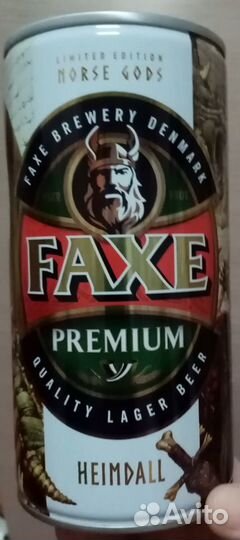 LIMITED EDITION
NORSE GODS
FAXE BREWERY DENMARK
FAXE
PREMIUM
QUALITY LAGER BEER
HEIMDALL
Avito